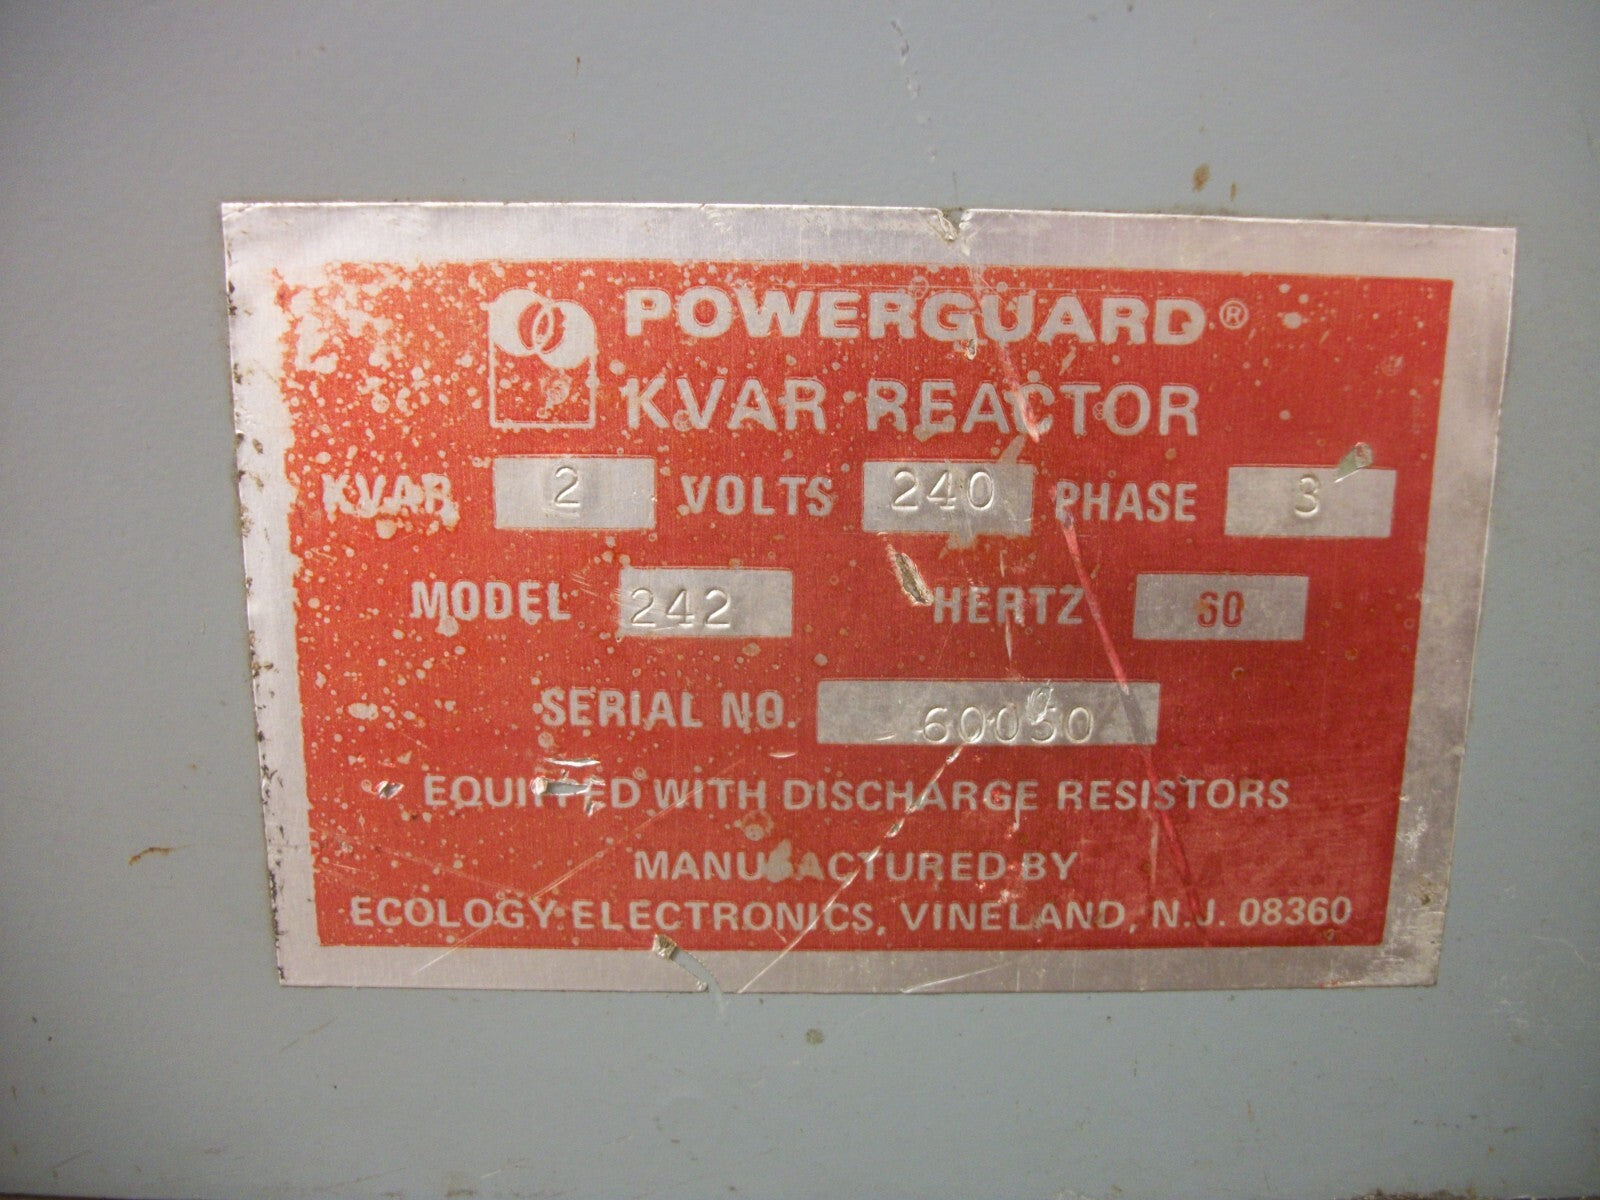 POWERGUARD®
KVAR REACTOR
KVAR 2 VOLTS 240 PHASE 3
MODEL 242 HERTZ 60
SERIAL NO.
EQUIPPED WITH DISCHARGE RESISTORS
MANUFACTURED BY
ECOLOGY ELECTRONICS, VINELAND, N.J. 08360